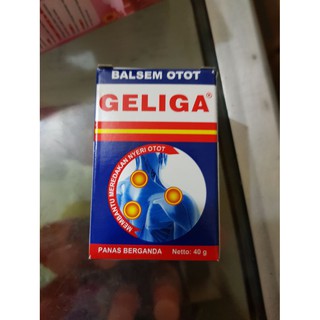 BALSEM OTOT
GELIGA®
MEMBANTU MEREDAKAN NYERI OTOT
PANAS BERGANDA Netto: 40 g